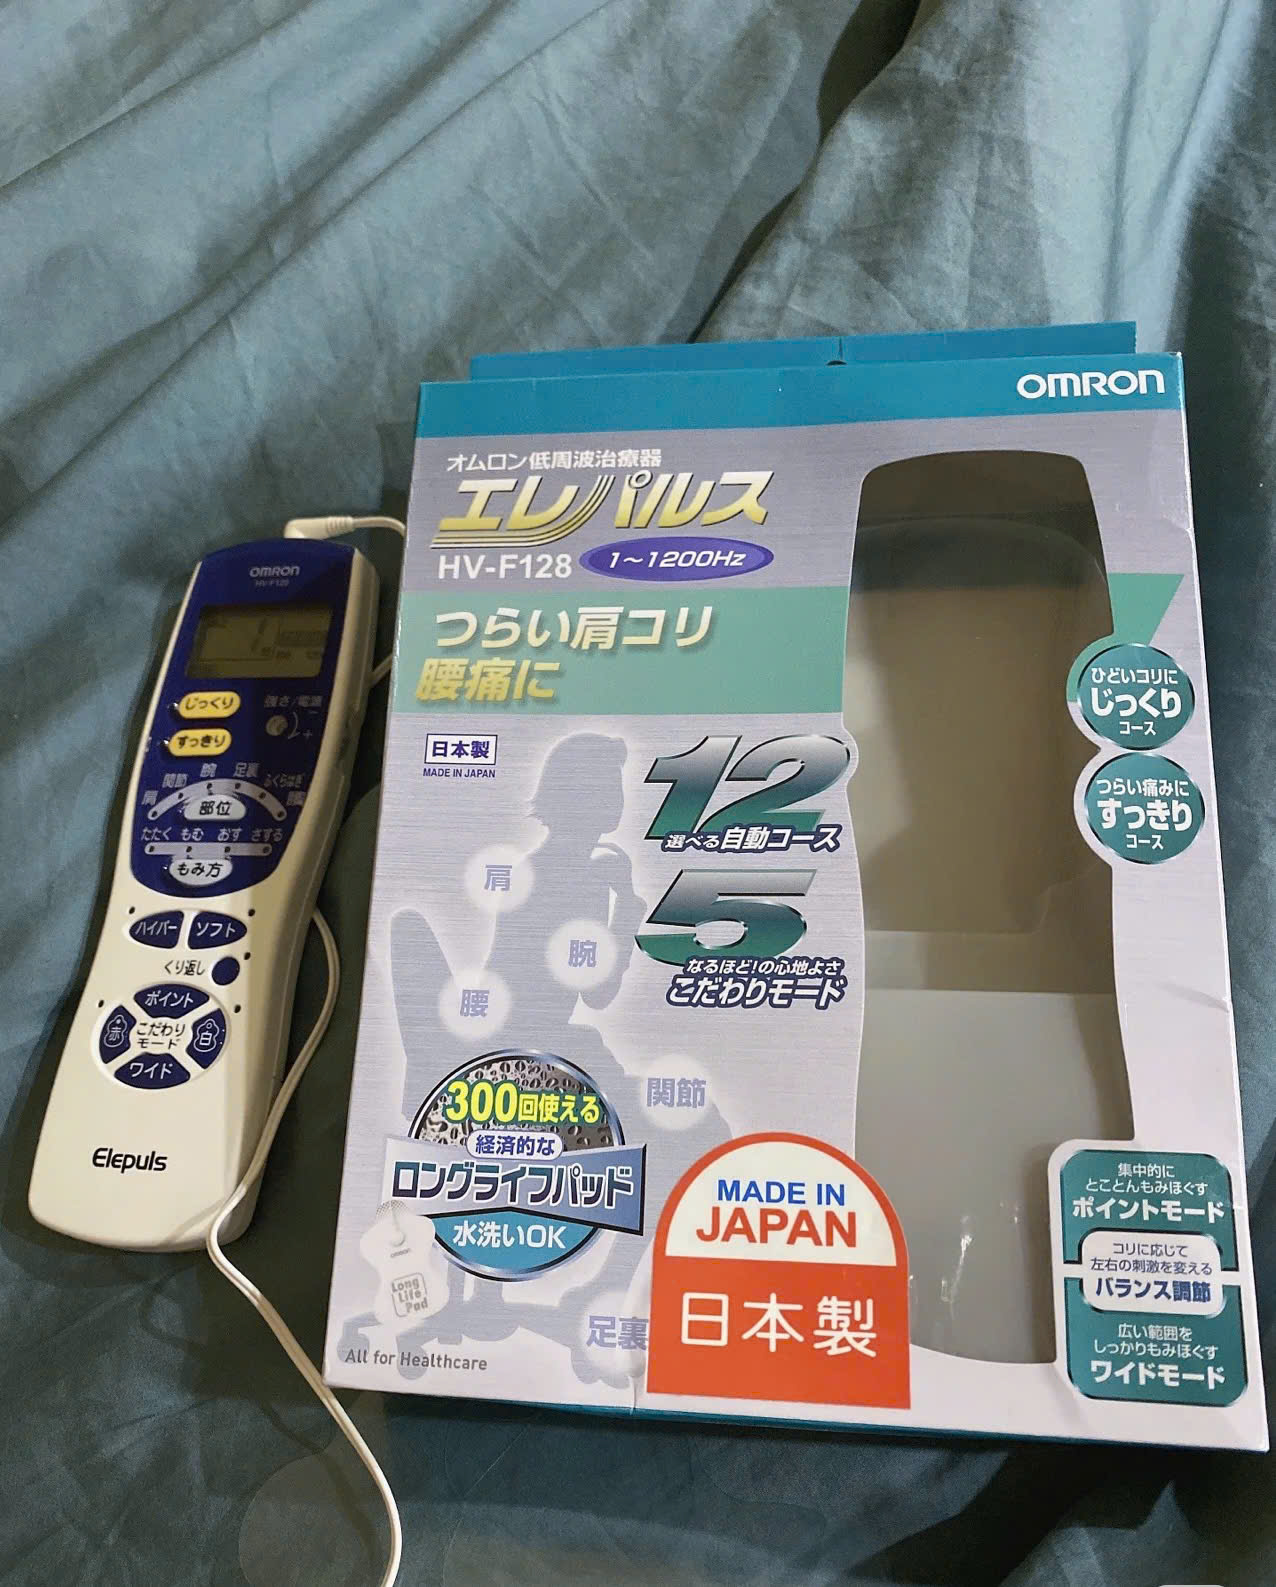 OMRON
オムロン低周波治療器
エレパルス
HV-F128
1～1200Hz
つらい肩コリ
腰痛に
日本製
MADE IN JAPAN
12
選べる自動コース
5
なるほど!の心地よさ
こだわりモード
肩
腕
腰
関節
足裏
300回使える
経済的な
ロングライフパッド
水洗いOK
OMRON
Long
Life
Pad
All for Healthcare
MADE IN
JAPAN
日本製
ひどいコリに
じっくり
コース
つらい痛みに
すっきり
コース
集中的に
とことんもみほぐす
ポイントモード
コリに応じて
左右の刺激を変える
バランス調節
広い範囲を
しっかりもみほぐす
ワイドモード
OMRON
HV-F128
じっくり
強さ/電源
すっきり
肩 関節 腕 足裏 ふくらはぎ 腰
部位
たたく もむ おす さする
もみ方
ハイパー ソフト
くり返し
ポイント
赤 こだわり 白
モード
ワイド
Elepuls